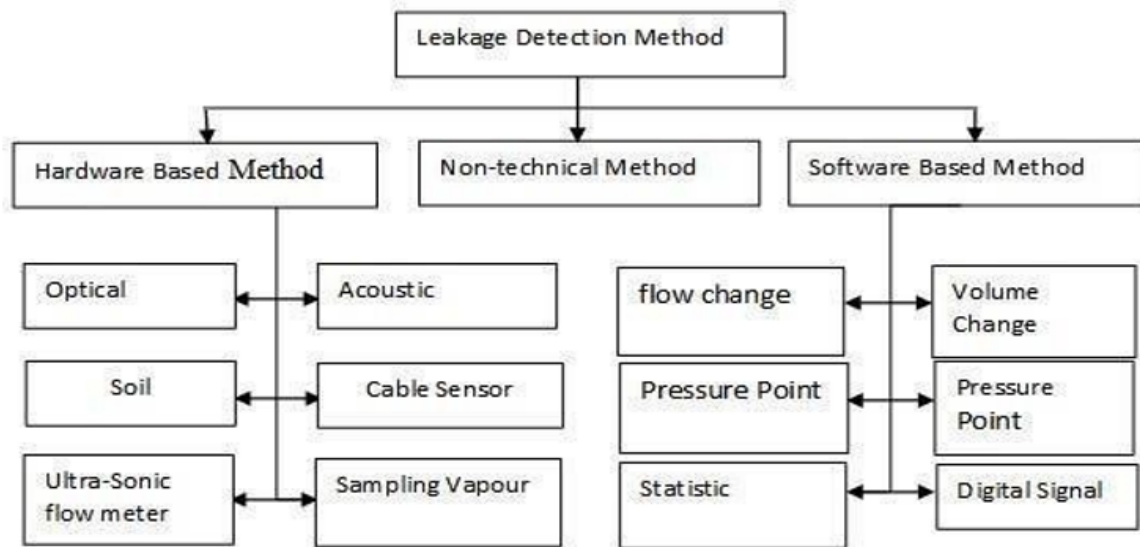 Leakage Detection Method
Hardware Based Method
Non-technical Method
Software Based Method
Optical
Acoustic
flow change
Volume
Change
Soil
Cable Sensor
Pressure Point
Pressure
Point
Ultra-Sonic
flow meter
Sampling Vapour
Statistic
Digital Signal